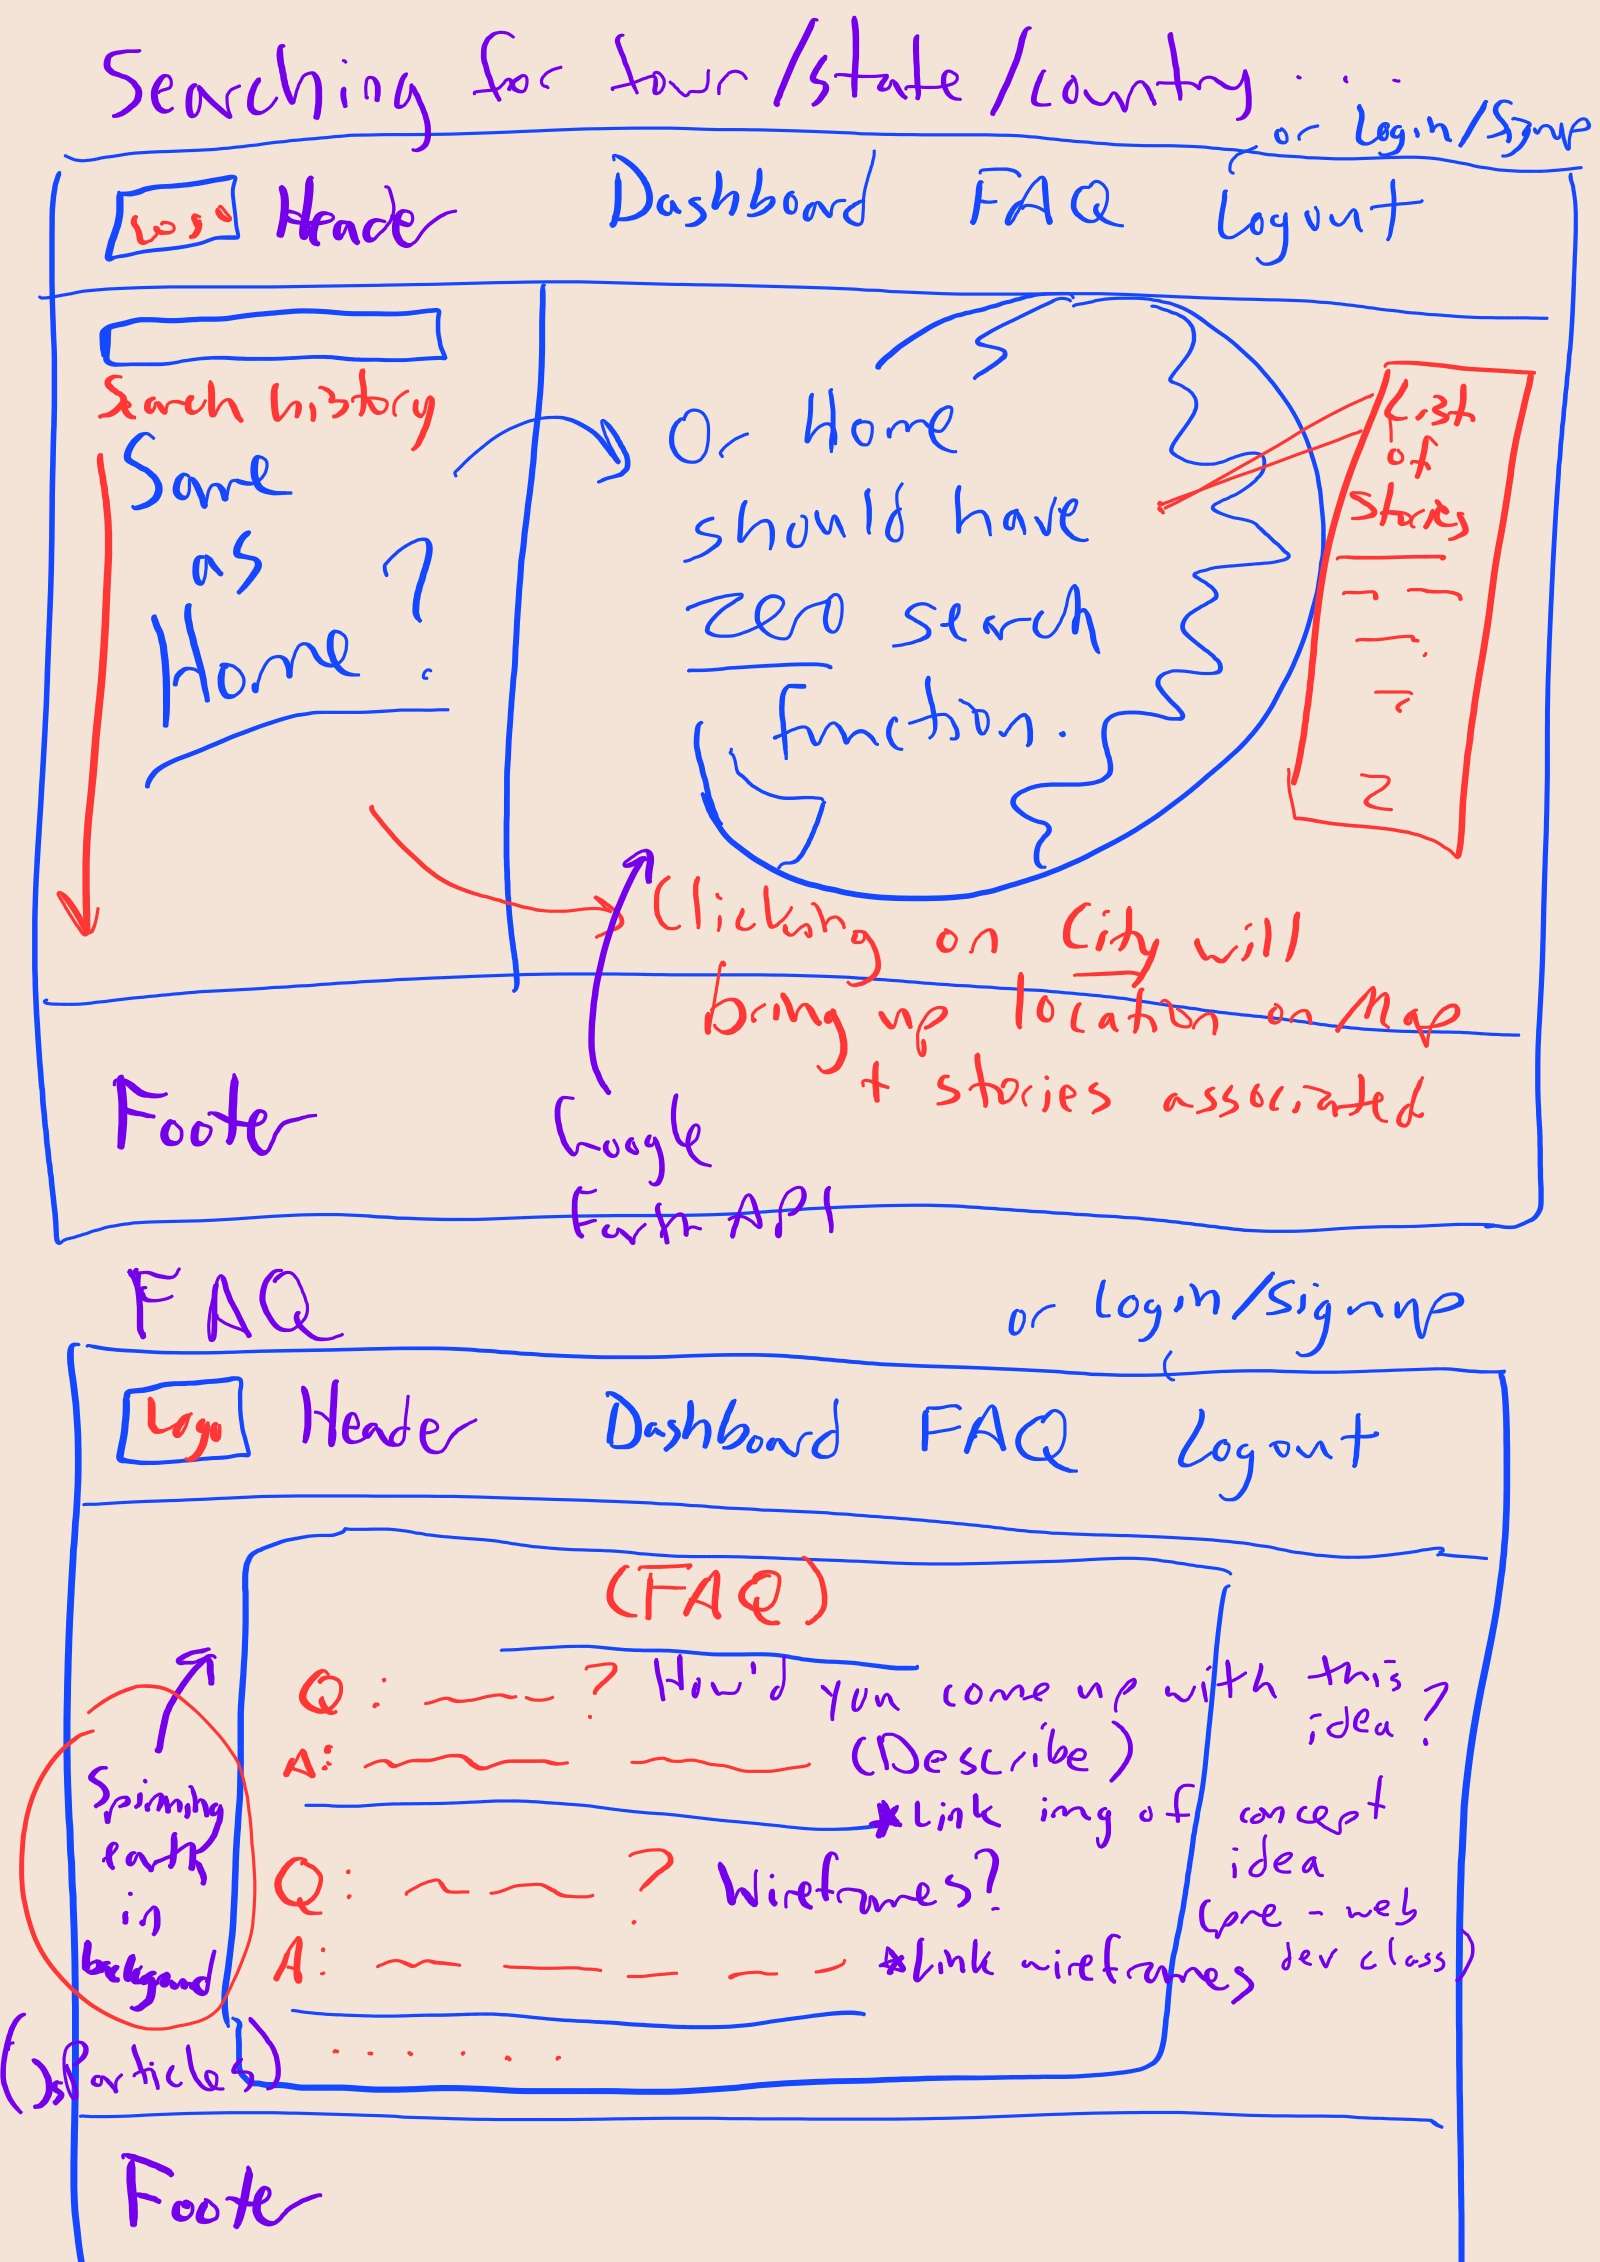 Searching for town/state/country ....
or Login/Signup
Logo Header Dashboard FAQ Logout
Search history
Same
as
Home?
Or Home
should have
zero search
function.
List
of
stories
Clicking on City will
bring up location on Map
+ stories associated
Footer
Google
Earth API
FAQ
or Login/Signup
Logo Header Dashboard FAQ Logout
(FAQ)
Q: ? How'd you come up with this
idea?
A: (Describe)
*Link img of concept
idea
(pre-web
dev class)
Q: ? Wireframes?
A: *Link wireframes
Spinning
earth
in
background
(JsParticles)
Footer